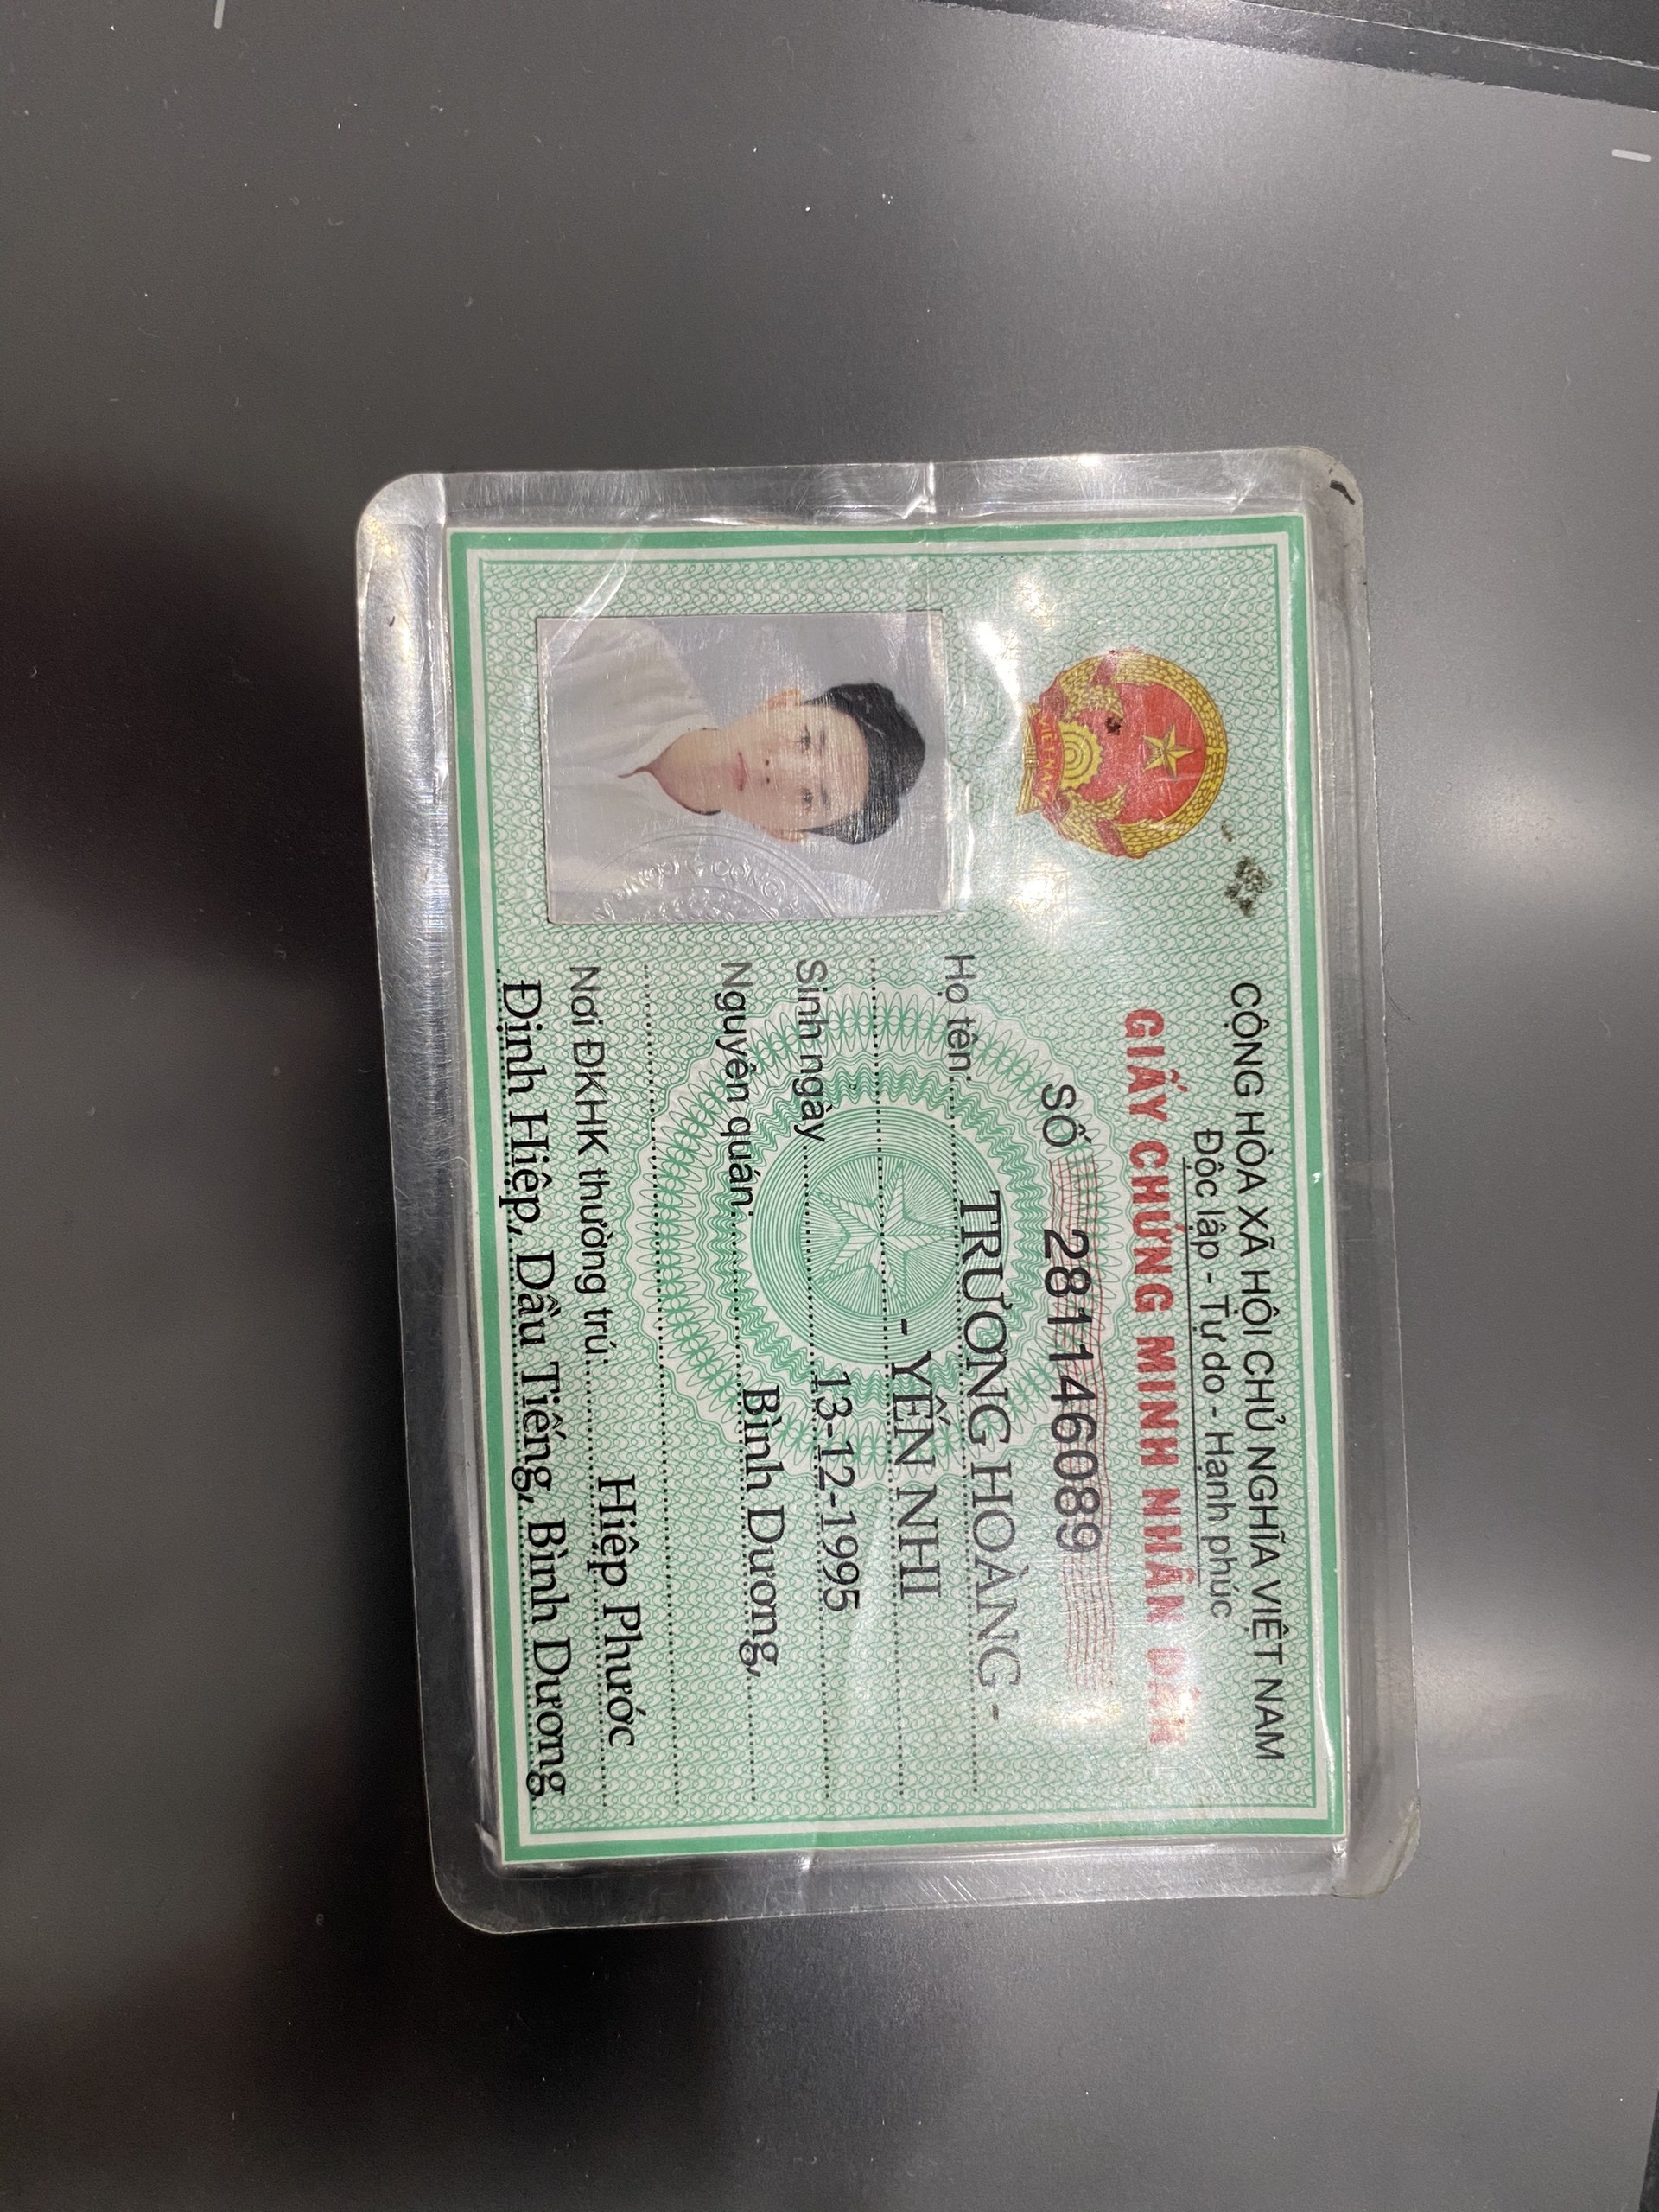 CỘNG HÒA XÃ HỘI CHỦ NGHĨA VIỆT NAM
Độc lập - Tự do - Hạnh phúc
GIẤY CHỨNG MINH NHÂN DÂN
SỐ 281146089
VIỆT NAM
Họ tên: TRƯƠNG HOÀNG -
- YẾN NHI
Sinh ngày 13-12-1995
Nguyên quán: Bình Dương,
Nơi ĐKHK thường trú: Hiệp Phước
Định Hiệp, Dầu Tiếng, Bình Dương